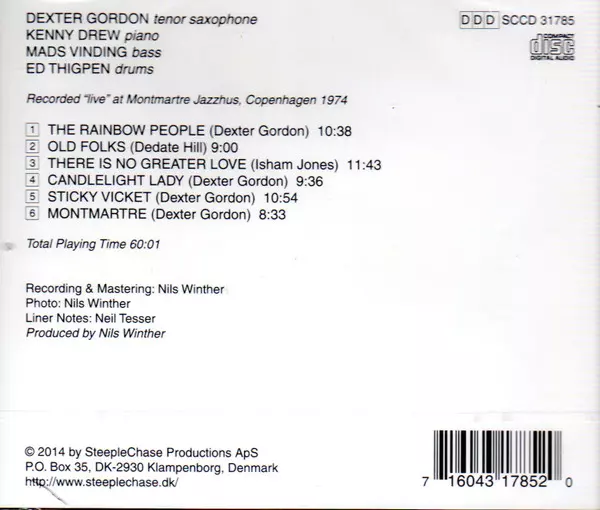 DEXTER GORDON tenor saxophone
KENNY DREW piano
MADS VINDING bass
ED THIGPEN drums
DDD SCCD 31785
COMPACT
disc
DIGITAL AUDIO
Recorded "live" at Montmartre Jazzhus, Copenhagen 1974
1 THE RAINBOW PEOPLE (Dexter Gordon) 10:38
2 OLD FOLKS (Dedate Hill) 9:00
3 THERE IS NO GREATER LOVE (Isham Jones) 11:43
4 CANDLELIGHT LADY (Dexter Gordon) 9:36
5 STICKY VICKET (Dexter Gordon) 10:54
6 MONTMARTRE (Dexter Gordon) 8:33
Total Playing Time 60:01
Recording & Mastering: Nils Winther
Photo: Nils Winther
Liner Notes: Neil Tesser
Produced by Nils Winther
© 2014 by SteepleChase Productions ApS
P.O. Box 35, DK-2930 Klampenborg, Denmark
http://www.steeplechase.dk/
7 16043 17852 0